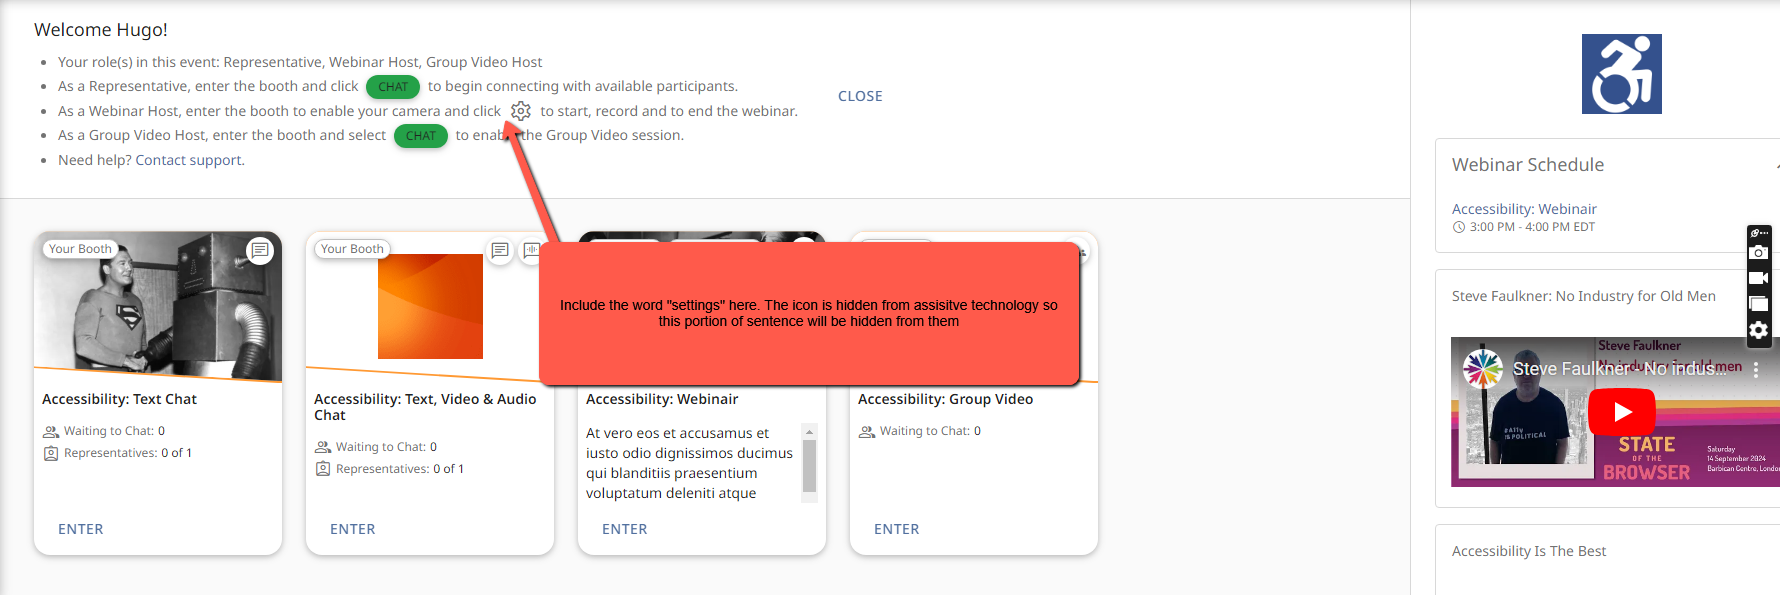 Welcome Hugo!
Your role(s) in this event: Representative, Webinar Host, Group Video Host
As a Representative, enter the booth and click CHAT to begin connecting with available participants.
As a Webinar Host, enter the booth to enable your camera and click to start, record and to end the webinar.
As a Group Video Host, enter the booth and select CHAT to enab the Group Video session.
Need help? Contact support.
CLOSE
Your Booth
Your Booth
Include the word "settings" here. The icon is hidden from assisitve technology so
this portion of sentence will be hidden from them
Accessibility: Text Chat
Waiting to Chat: 0
Representatives: 0 of 1
ENTER
Accessibility: Text, Video & Audio
Chat
Waiting to Chat: 0
Representatives: 0 of 1
ENTER
Accessibility: Webinair
At vero eos et accusamus et
iusto odio dignissimos ducimus
qui blanditiis praesentium
voluptatum deleniti atque
ENTER
Accessibility: Group Video
Waiting to Chat: 0
ENTER
Webinar Schedule
Accessibility: Webinair
3:00 PM - 4:00 PM EDT
Steve Faulkner: No Industry for Old Men
Steve Faulkner
No industry for old men
Steve Faulkner - No indus...
#A11Y
IS POLITICAL
STATE
OF THE
BROWSER
Saturday
14 September 2024
Barbican Centre, London
Accessibility Is The Best